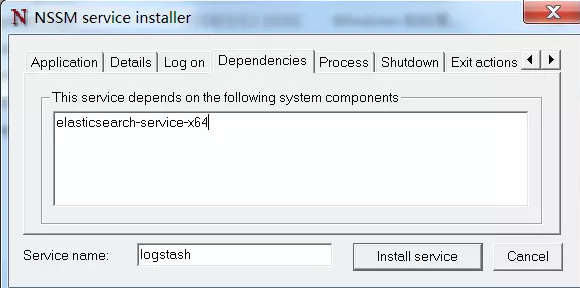 NSSM service installer
Application Details Log on Dependencies Process Shutdown Exit actions
This service depends on the following system components
elasticsearch-service-x64
Service name: logstash Install service Cancel